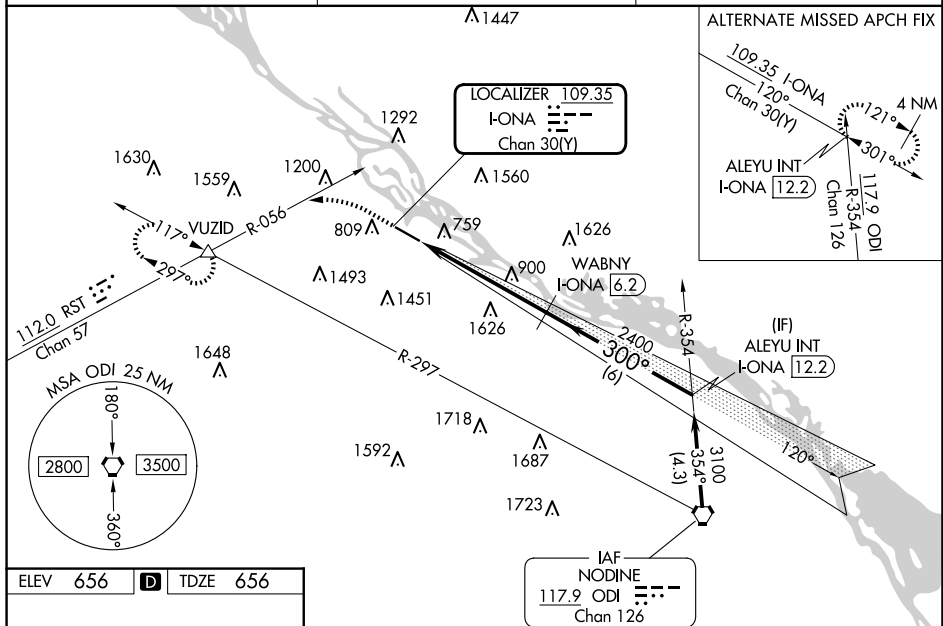 1447
ALTERNATE MISSED APCH FIX
109.35 I-ONA
120°
Chan 30(Y)
121°
4 NM
301°
ALEYU INT
I-ONA 12.2
117.9 ODI
R-354
Chan 126
LOCALIZER 109.35
I-ONA
Chan 30(Y)
1292
1630
1559
1200
1560
VUZID
R-056
809
759
1626
117°
297°
1493
900
WABNY
I-ONA 6.2
1451
1626
112.0 RST
Chan 57
R-297
2400
300°
(6)
R-354
(IF)
ALEYU INT
I-ONA 12.2
1648
MSA ODI 25 NM
180°
2800
3500
360°
1718
1592
1687
1723
3100
354°
(4.3)
120°
IAF
NODINE
117.9 ODI
Chan 126
ELEV 656 D TDZE 656